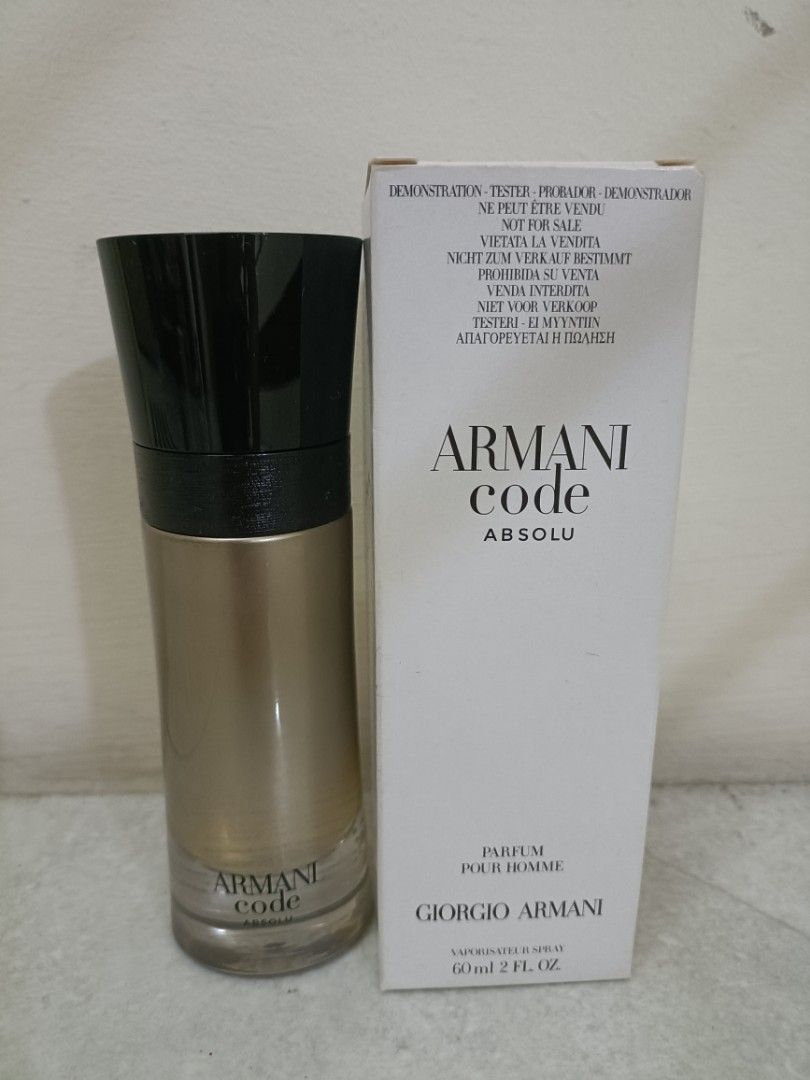 DEMONSTRATION - TESTER - PROBADOR - DEMONSTRADOR
NE PEUT ÊTRE VENDU
NOT FOR SALE
VIETATA LA VENDITA
NICHT ZUM VERKAUF BESTIMMT
PROHIBIDA SU VENTA
VENDA INTERDITA
NIET VOOR VERKOOP
TESTERI - EI MYYNTIIN
ΑΠΑΓΟΡΕΥΕΤΑΙ Η ΠΩΛΗΣΗ
ARMANI
code
ABSOLU
PARFUM
POUR HOMME
GIORGIO ARMANI
VAPORISATEUR SPRAY
60 ml 2 FL. OZ.
ARMANI
code
ABSOLU